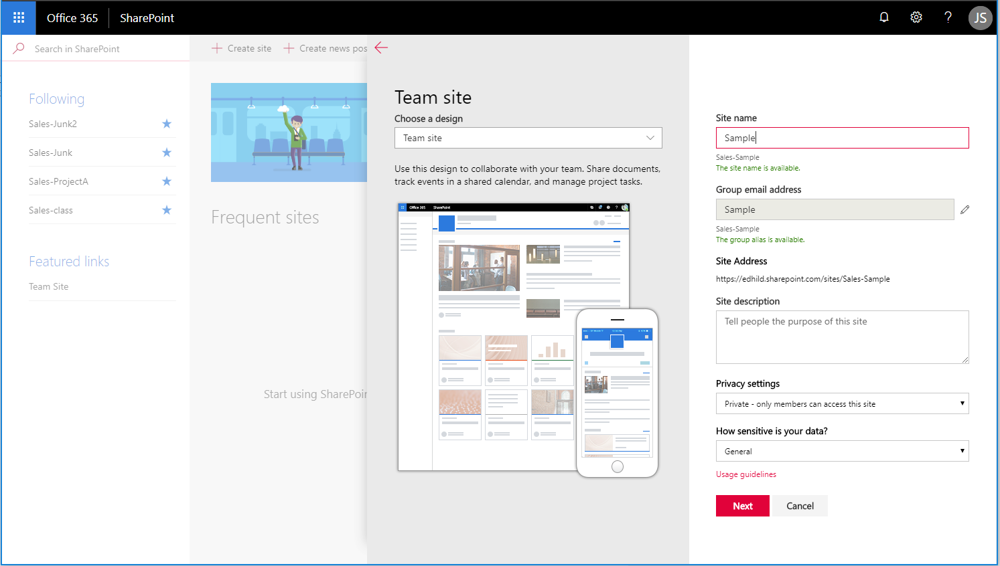 Office 365
SharePoint
JS
Search in SharePoint
Create site
Create news pos
Following
Sales-Junk2
Sales-Junk
Sales-ProjectA
Sales-class
Featured links
Team Site
Frequent sites
Start using SharePoin
Team site
Choose a design
Team site
Use this design to collaborate with your team. Share documents,
track events in a shared calendar, and manage project tasks.
Office 365
SharePoint
Site name
Sample
Sales-Sample
The site name is available.
Group email address
Sample
Sales-Sample
The group alias is available.
Site Address
https://edhild.sharepoint.com/sites/Sales-Sample
Site description
Tell people the purpose of this site
Privacy settings
Private - only members can access this site
How sensitive is your data?
General
Usage guidelines
Next
Cancel